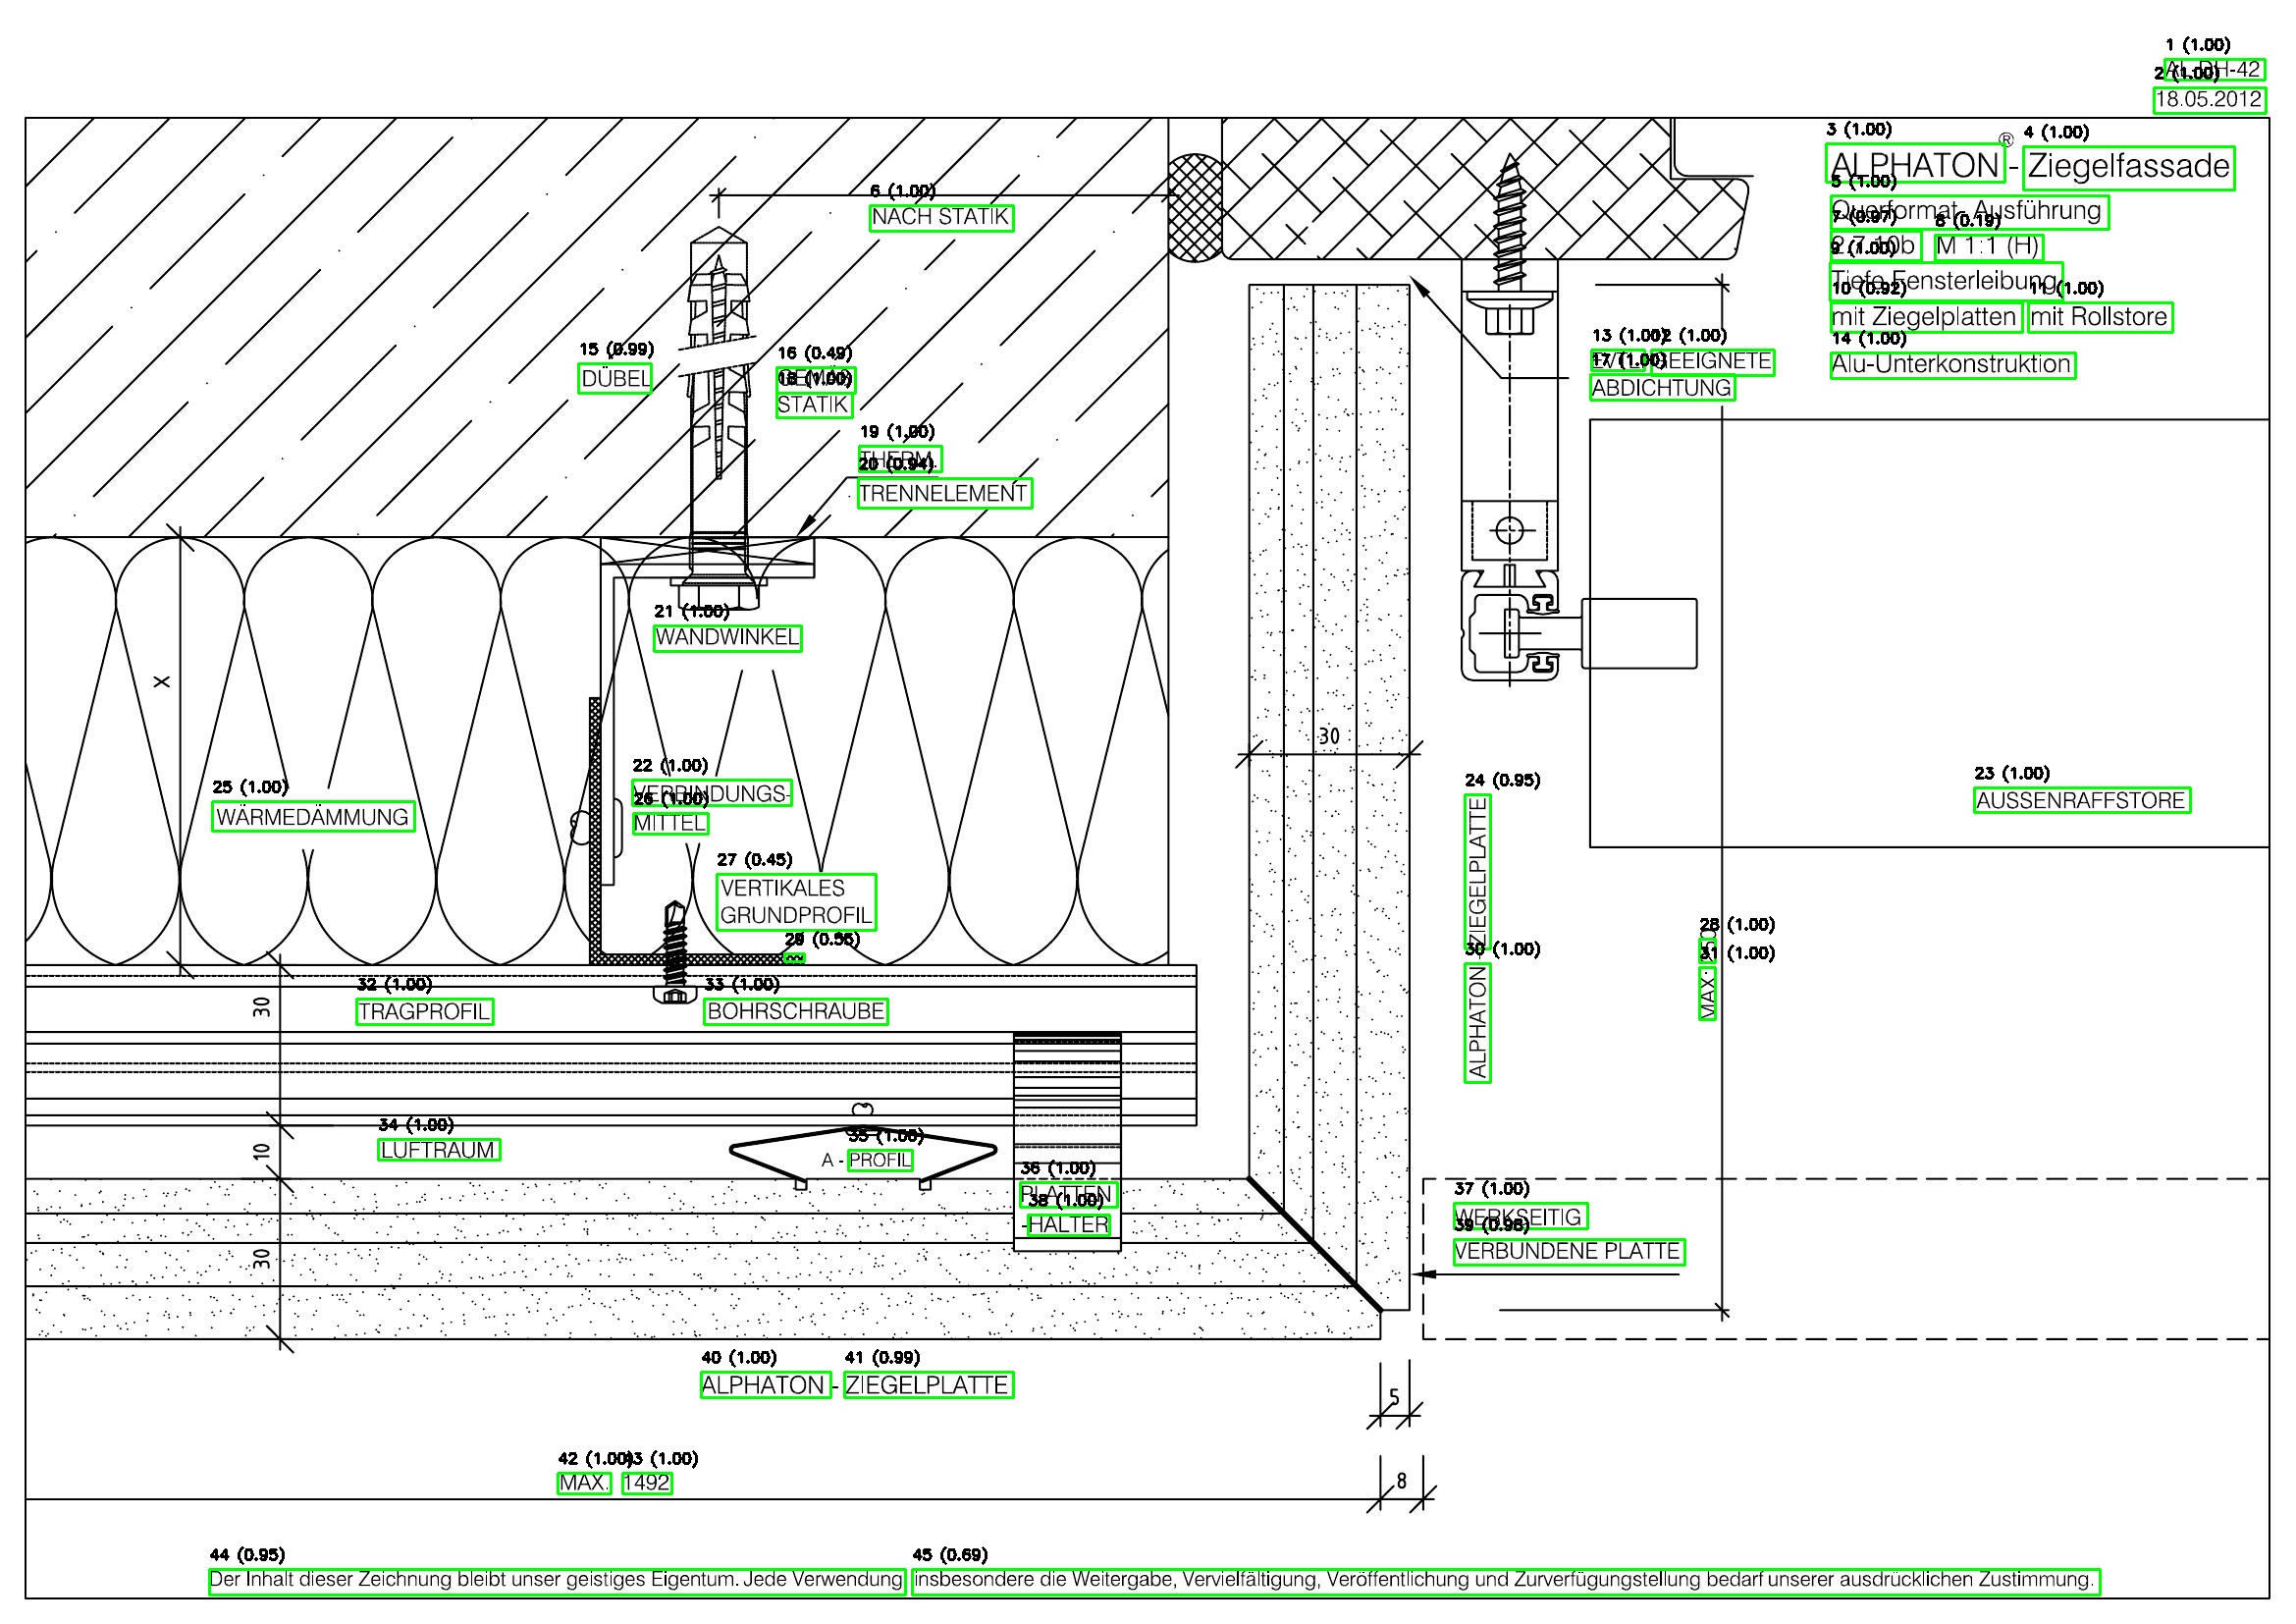 1 (1.00)
2 (1.00)
18.05.2012
3 (1.00)
4 (1.00)
ALPHATON® - Ziegelfassade
5 (1.00)
Querformat- Ausführung
7 (0.97)
8 (0.19)
M 1:1 (H)
9 (1.00)
Tiefe Fensterleibung
10 (0.92)
11 (1.00)
mit Ziegelplatten mit Rollstore
14 (1.00)
Alu-Unterkonstruktion
6 (1.00)
NACH STATIK
13 (1.00)
12 (1.00)
GEEIGNETE
17 (1.00)
ABDICHTUNG
15 (0.99)
DÜBEL
16 (0.49)
18 (1.00)
STATIK
19 (1.00)
THERM.
20 (0.94)
TRENNELEMENT
21 (1.00)
WANDWINKEL
X
30
22 (1.00)
VERBINDUNGS-
26 (1.00)
MITTEL
25 (1.00)
WÄRMEDÄMMUNG
23 (1.00)
AUSSENRAFFSTORE
24 (0.95)
30 (1.00)
ALPHATON - ZIEGELPLATTE
27 (0.45)
VERTIKALES
GRUNDPROFIL
29 (0.56)
28 (1.00)
31 (1.00)
MAX.
32 (1.00)
TRAGPROFIL
33 (1.00)
BOHRSCHRAUBE
30
34 (1.00)
LUFTRAUM
10
35 (1.00)
A - PROFIL
36 (1.00)
PLATTEN
38 (1.00)
-HALTER
37 (1.00)
WERKSEITIG
39 (0.98)
VERBUNDENE PLATTE
30
40 (1.00)
41 (0.99)
ALPHATON - ZIEGELPLATTE
5
42 (1.00)
43 (1.00)
MAX. 1492
8
44 (0.95)
45 (0.69)
Der Inhalt dieser Zeichnung bleibt unser geistiges Eigentum. Jede Verwendung insbesondere die Weitergabe, Vervielfältigung, Veröffentlichung und Zurverfügungstellung bedarf unserer ausdrücklichen Zustimmung.